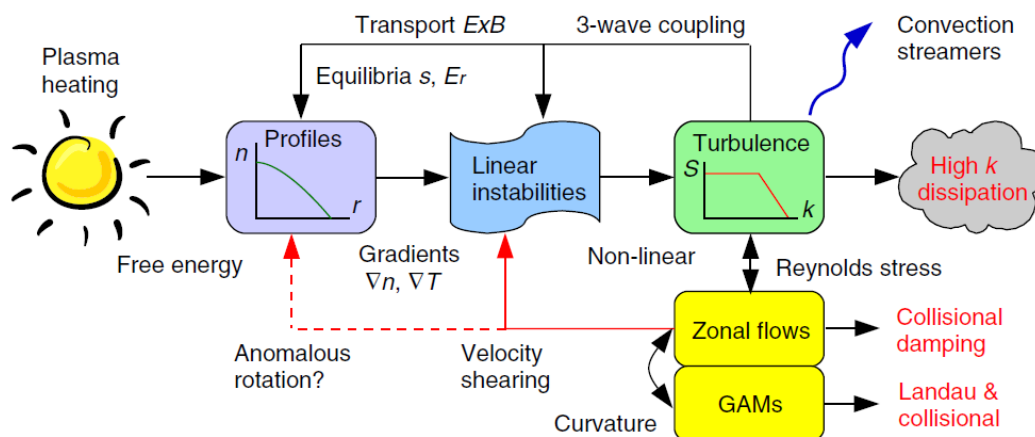 Transport ExB
3-wave coupling
Convection
streamers
Plasma
heating
Equilibria s, Er
Profiles
n
r
Linear
instabilities
Turbulence
S
k
High k
dissipation
Free energy
Gradients
∇n, ∇T
Non-linear
Reynolds stress
Anomalous
rotation?
Velocity
shearing
Zonal flows
Collisional
damping
Curvature
GAMs
Landau &
collisional